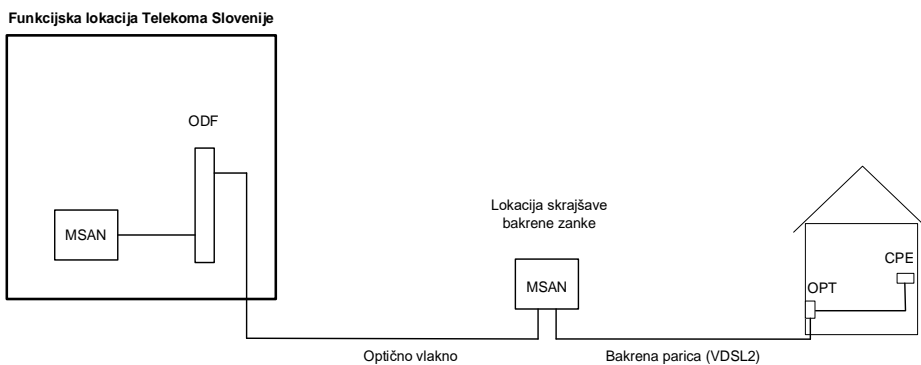 Funkcijska lokacija Telekoma Slovenije
ODF
MSAN
Lokacija skrajšave
bakrene zanke
MSAN
CPE
OPT
Optično vlakno
Bakrena parica (VDSL2)